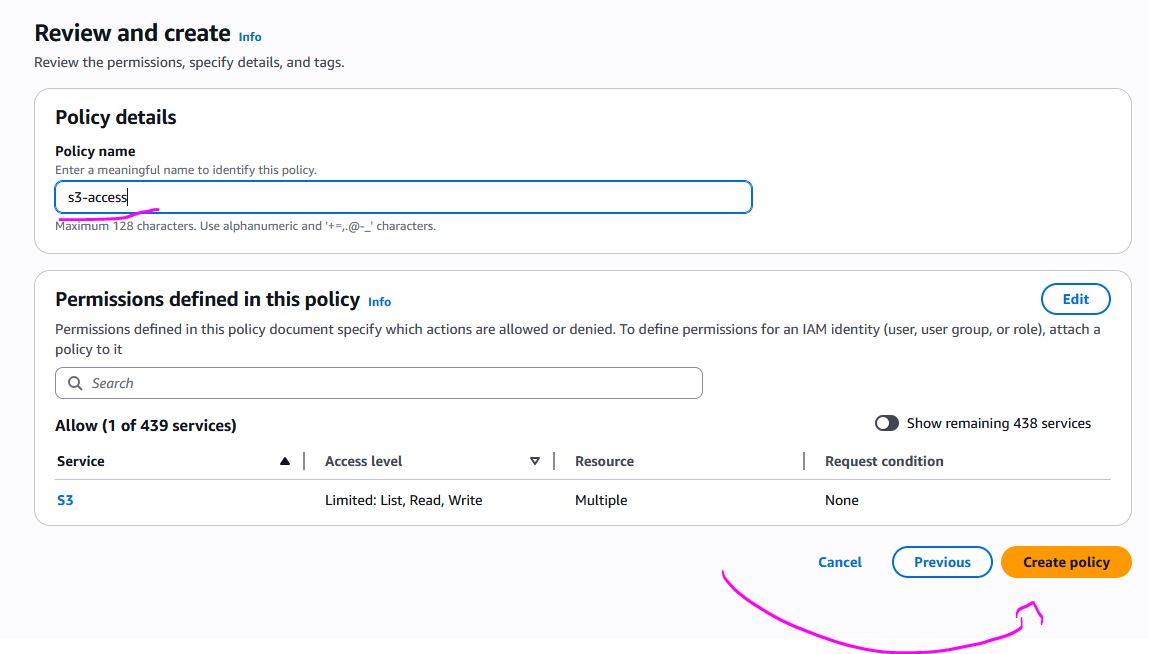 Review and create Info
Review the permissions, specify details, and tags.
Policy details
Policy name
Enter a meaningful name to identify this policy.
s3-access
Maximum 128 characters. Use alphanumeric and '+=,.@-_' characters.
Permissions defined in this policy Info
Edit
Permissions defined in this policy document specify which actions are allowed or denied. To define permissions for an IAM identity (user, user group, or role), attach a
policy to it
Search
Allow (1 of 439 services)
Show remaining 438 services
Service Access level Resource Request condition
S3 Limited: List, Read, Write Multiple None
Cancel Previous Create policy